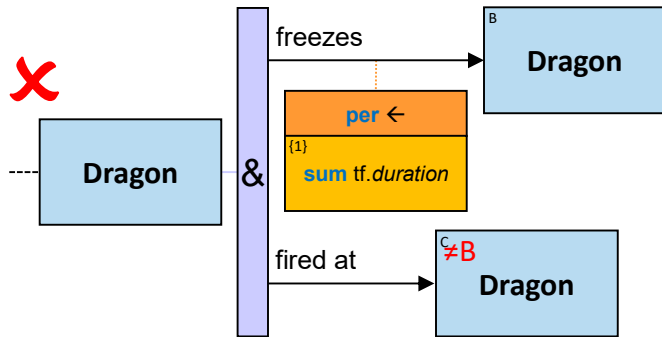 freezes
B
Dragon
per ←
{1}
sum tf.duration
Dragon
&
fired at
C
≠B
Dragon